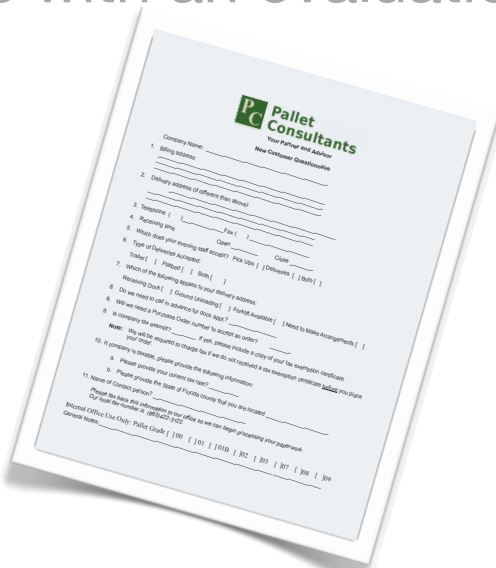 with an evaluation
PC Pallet
Consultants
Your Partner and Advisor
New Customer Questionaire
Company Name:
1. Billing address:
2. Delivery address (if different than above)
3. Telephone ( ) Fax ( )
4. Receiving time Open Close
5. Which does your evening staff accept? Pick Ups [ ] Deliveries [ ] Both [ ]
6. Type of Deliveries Accepted:
Trailer [ ] Flatbed [ ] Both [ ]
7. Which of the following applies to your delivery address:
Receiving Dock [ ] Ground Unloading [ ] Forklift Available [ ] Need to Make Arrangements [ ]
8. Do we need to call in advance for dock appt.?
8. Will we need a Purchase Order number to accept an order?
9. Is company tax exempt? If yes, please include a copy of your tax exemption certificate.
Note: We will be required to charge tax if we do not received a tax exemption certificate before you place
your order.
10. If company is taxable, please provide the following information:
a. Please provide your current tax rate?
b. Please provide the State of Florida county that you are located
11. Name of Contact person?
Please fax back this information to our office so we can begin processing your paperwork.
Our local fax number is (863)422-3122.
Internal Office Use Only: Pallet Grade [ ] 00 [ ] 01 [ ] 01B [ ]02 [ ]03 [ ]07 [ ]08 [ ]09
General Notes: